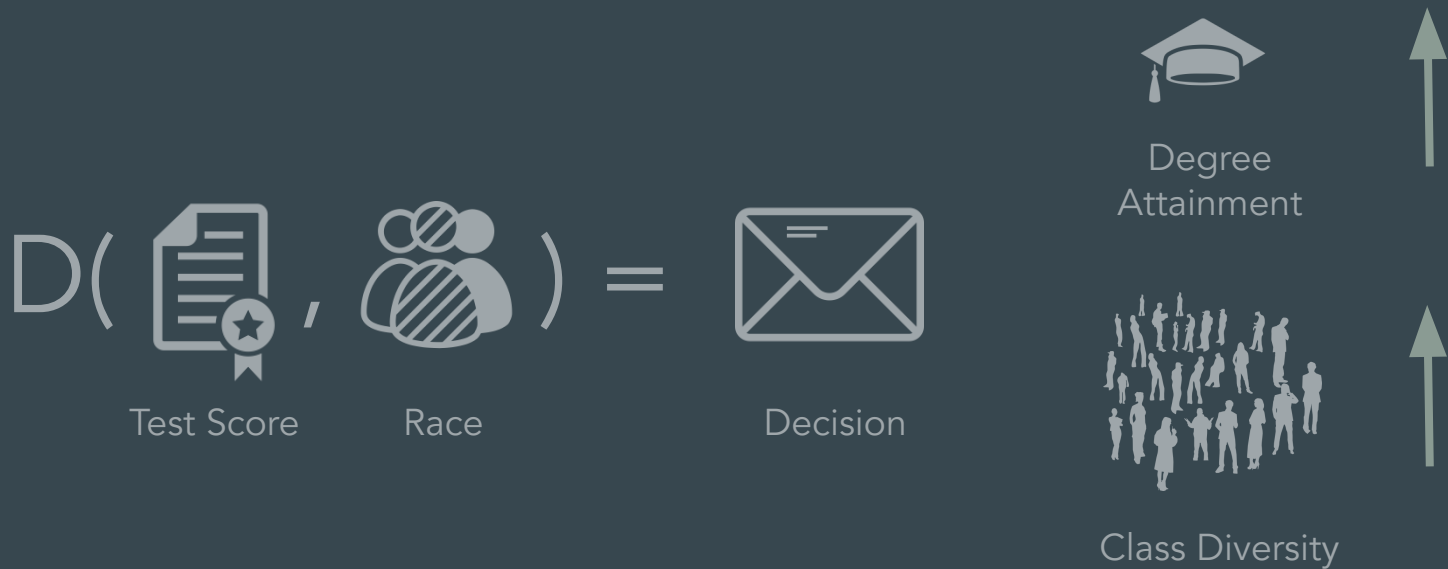 D( , ) =
Test Score
Race
Decision
Degree
Attainment
Class Diversity